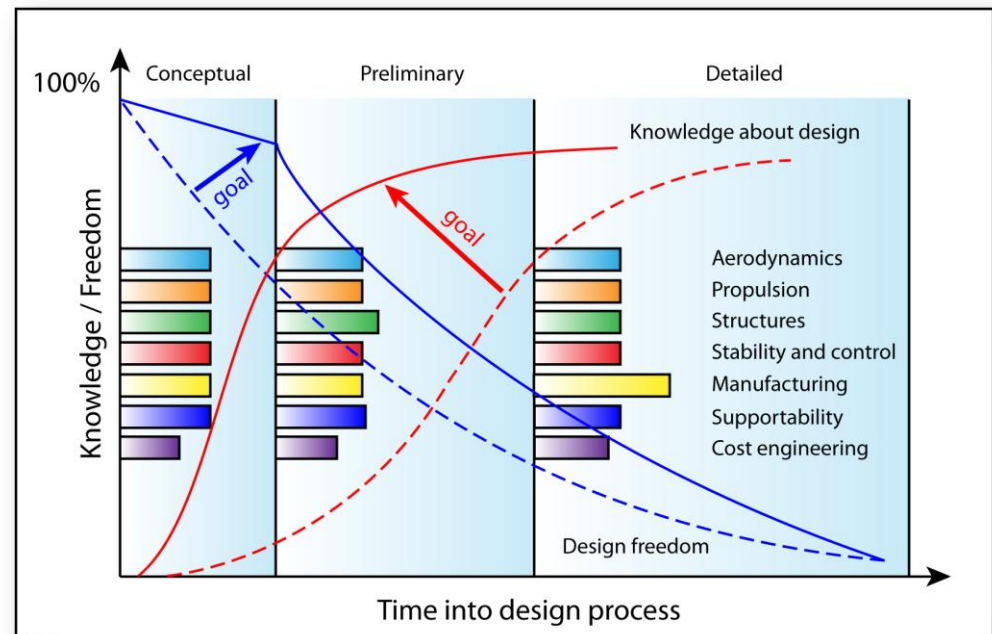 100%
Conceptual
Preliminary
Detailed
Knowledge about design
goal
goal
Knowledge / Freedom
Aerodynamics
Propulsion
Structures
Stability and control
Manufacturing
Supportability
Cost engineering
Design freedom
Time into design process